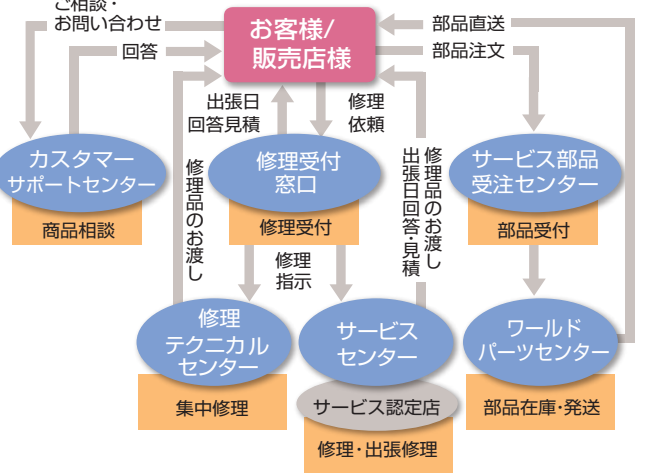 ご相談・
お問い合わせ
回答
お客様/
販売店様
部品直送
部品注文
出張日
回答見積
修理
依頼
カスタマー
サポートセンター
商品相談
修理品のお渡し
修理受付
窓口
修理受付
修理品のお渡し
出張日回答・見積
サービス部品
受注センター
部品受付
修理
指示
修理
テクニカル
センター
集中修理
サービス
センター
サービス認定店
修理・出張修理
ワールド
パーツセンター
部品在庫・発送